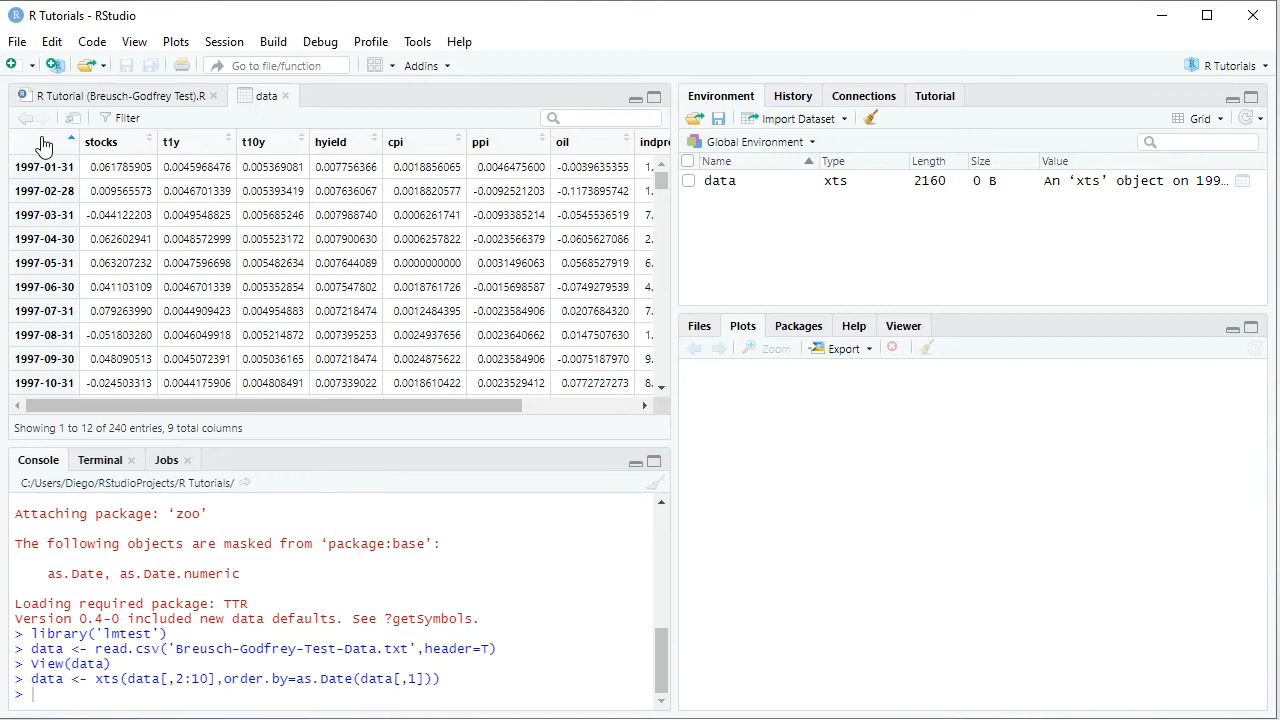 R Tutorials - RStudio
File Edit Code View Plots Session Build Debug Profile Tools Help
Go to file/function Addins R Tutorials
R Tutorial (Breusch-Godfrey Test).R data
Filter
stocks t1y t10y hyield cpi ppi oil indpr
1997-01-31 0.061785905 0.0045968476 0.005369081 0.007756366 0.0018856065 0.0047546000 -0.0039635355 1.
1997-02-28 0.009565573 0.0046701339 0.005393419 0.007636067 0.0018820577 -0.0092521203 -0.1173895742 1.
1997-03-31 -0.044122203 0.0049548825 0.005685246 0.007988740 0.0006261741 -0.0093385214 -0.0545536519 7.
1997-04-30 0.062602941 0.0048572999 0.005523172 0.007900630 0.0006257822 -0.0023566379 -0.0605627086 2.
1997-05-31 0.063207232 0.0047596698 0.005482634 0.007644089 0.0000000000 0.0031496063 0.0568527919 6.
1997-06-30 0.041103109 0.0046701339 0.005352854 0.007547802 0.0018761726 -0.0015698587 -0.0749279539 4.
1997-07-31 0.079263990 0.0044909423 0.004954883 0.007218474 0.0012484395 -0.0023584906 0.0207684320 7.
1997-08-31 -0.051803280 0.0046049918 0.005214872 0.007395253 0.0024937656 0.0023640662 0.0147507630 1.
1997-09-30 0.048090513 0.0045072391 0.005036165 0.007218474 0.0024875622 0.0023584906 -0.0075187970 9.
1997-10-31 -0.024503313 0.0044175906 0.004808491 0.007339022 0.0018610422 0.0023529412 0.0772727273 8.
Showing 1 to 12 of 240 entries, 9 total columns
Environment History Connections Tutorial
Import Dataset Grid
Global Environment
Name Type Length Size Value
data xts 2160 0 B An ‘xts’ object on 199…
Files Plots Packages Help Viewer
Zoom Export
Console Terminal Jobs
C:/Users/Diego/RStudioProjects/R Tutorials/
Attaching package: ‘zoo’
The following objects are masked from ‘package:base’:
as.Date, as.Date.numeric
Loading required package: TTR
Version 0.4-0 included new data defaults. See ?getSymbols.
> library('lmtest')
> data <- read.csv('Breusch-Godfrey-Test-Data.txt',header=T)
> View(data)
> data <- xts(data[,2:10],order.by=as.Date(data[,1]))
>